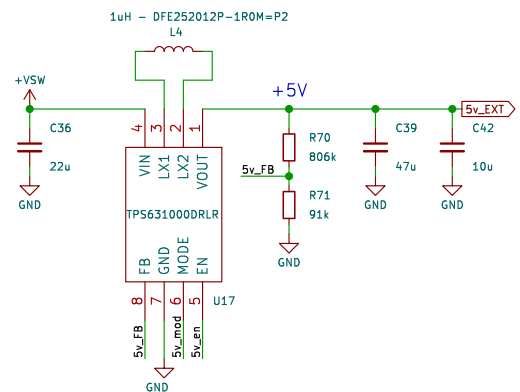 1uH - DFE252012P-1R0M=P2
L4
+VSW
+5V
5v_EXT
C36
22u
GND
4
3
2
1
VIN
LX1
LX2
VOUT
TPS631000DRLR
FB
GND
MODE
EN
8
7
6
5
U17
5v_FB
5v_mod
5v_en
GND
R70
806k
5v_FB
R71
91k
GND
C39
47u
GND
C42
10u
GND